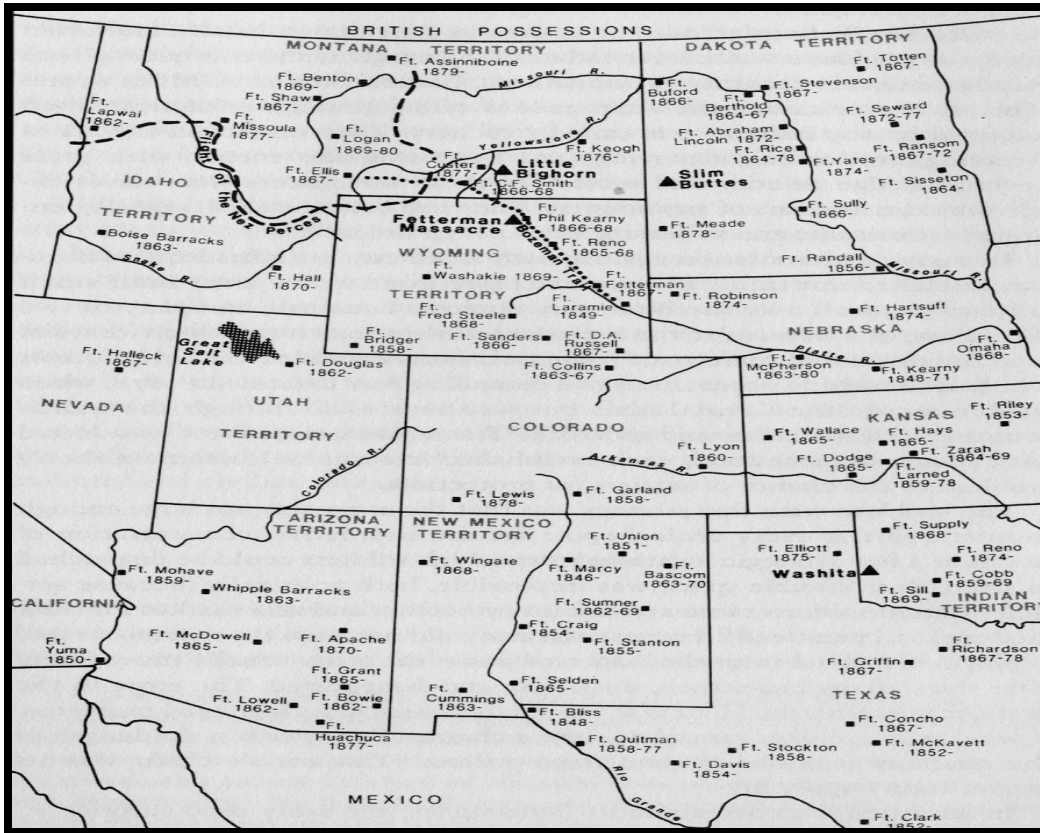 BRITISH POSSESSIONS
MONTANA TERRITORY
DAKOTA TERRITORY
Ft. Assinniboine
1879-
Missouri R.
Ft. Benton
1869-
Ft. Shaw
1867-
Ft.
Lapwai
1862-
Ft.
Missoula
1877-
Ft.
Logan
1869-80
Ft. Ellis
1867-
Ft.
Custer
1877-
Yellowstone R.
Ft. Keogh
1876-
Ft.
Buford
1866-
Ft.
Berthold
1864-67
Ft. Stevenson
1867-
Ft. Totten
1867-
Ft. Seward
1872-77
Ft. Abraham
Lincoln 1872-
Ft. Rice
1864-78
Ft. Yates
1874-
Ft. Ransom
1867-72
Ft.
Sisseton
1864-
Flight of Nez Perces
Bighorn
Ft.
C.F. Smith
1866-68
Slim
Buttes
IDAHO
TERRITORY
Fetterman
Massacre
Ft.
Phil Kearny
1866-68
Bozeman Trail
Ft. Reno
1865-68
Ft. Sully
1866-
Ft. Meade
1878-
Boise Barracks
1863-
Snake R.
Ft. Hall
1870-
WYOMING
TERRITORY
Ft.
Washakie 1869-
Ft.
Fetterman
1867-
Ft.
Laramie
1849-
Ft. Robinson
1874-
Ft. Randall
1856-
Missouri R.
Ft. Hartsuff
1874-
NEBRASKA
Omaha
1868-
Ft.
Fred Steele
1868-
Ft. Sanders
1866-
Ft. D.A.
Russell
1867-
Ft.
Bridger
1858-
Great
Salt
Lake
Ft. Halleck
1867
Ft. Douglas
1862-
Ft. Collins
1863-67
Platte R.
Ft.
McPherson
1863-80
Ft. Kearny
1848-71
NEVADA
UTAH
TERRITORY
COLORADO
KANSAS
Ft. Riley
1853-
Ft. Wallace
1865-
Ft. Hays
1865-
Ft. Zarah
1864-69
Ft. Lyon
1860-
Ft. Dodge
1865-
Ft.
Larned
1859-78
Arkansas R.
Colorado R.
Ft. Lewis
1878-
Ft. Garland
1858-
ARIZONA
TERRITORY
NEW MEXICO
TERRITORY
Ft. Union
1851-
Ft. Supply
1868-
Ft. Elliott
1875-
Washita
Ft. Reno
1874-
Ft. Cobb
1859-69
Ft. Sill
1869-
INDIAN
TERRITORY
Ft. Mojave
1859-
Whipple Barracks
1863-
Ft. Wingate
1868-
Ft. Marcy
1846-
Ft.
Bascom
1863-70
CALIFORNIA
Ft. Sumner
1862-69
Ft. McDowell
1865-
Ft. Apache
1870-
Ft. Craig
1854-
Ft. Stanton
1855-
Ft.
Yuma
1850-
Ft. Griffin
1867-
Ft.
Richardson
1867-78
TEXAS
Ft. Lowell
1862-
Ft. Bowie
1862-
Ft.
Cummings
1863-
Ft. Selden
1865-
Ft. Bliss
1848-
Ft.
Huachuca
1877-
Ft. Quitman
1858-77
Ft. Davis
1854-
Ft. Stockton
1858-
Ft. Concho
1867-
Ft. McKavett
1852-
Rio Grande
MEXICO
Ft. Clark
1852-